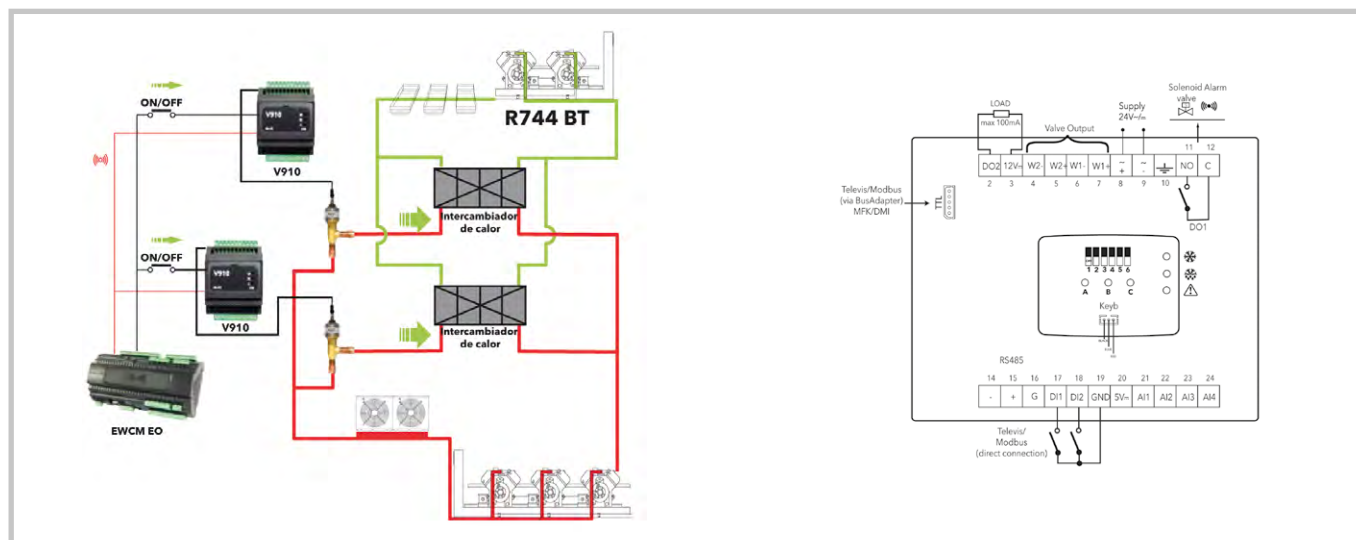 ON/OFF
V910
V910
R744 BT
Intercambiador
de calor
ON/OFF
V910
V910
Intercambiador
de calor
EWCM EO
LOAD
max 100mA
Valve Output
Supply
24V~/⎓
Solenoid Alarm
valve
11 12
DO2 12V⎓ W2- W2+ W1- W1+ ~ + ~ - NO C
2 3 4 5 6 7 8 9 10
DO1
Televis/Modbus
(via BusAdapter)
MFK/DMI
TTL
1 2 3 4 5 6
A B C
Keyb
RS485
14 15 16 17 18 19 20 21 22 23 24
- + G DI1 DI2 GND 5V⎓ AI1 AI2 AI3 AI4
Televis/
Modbus
(direct connection)